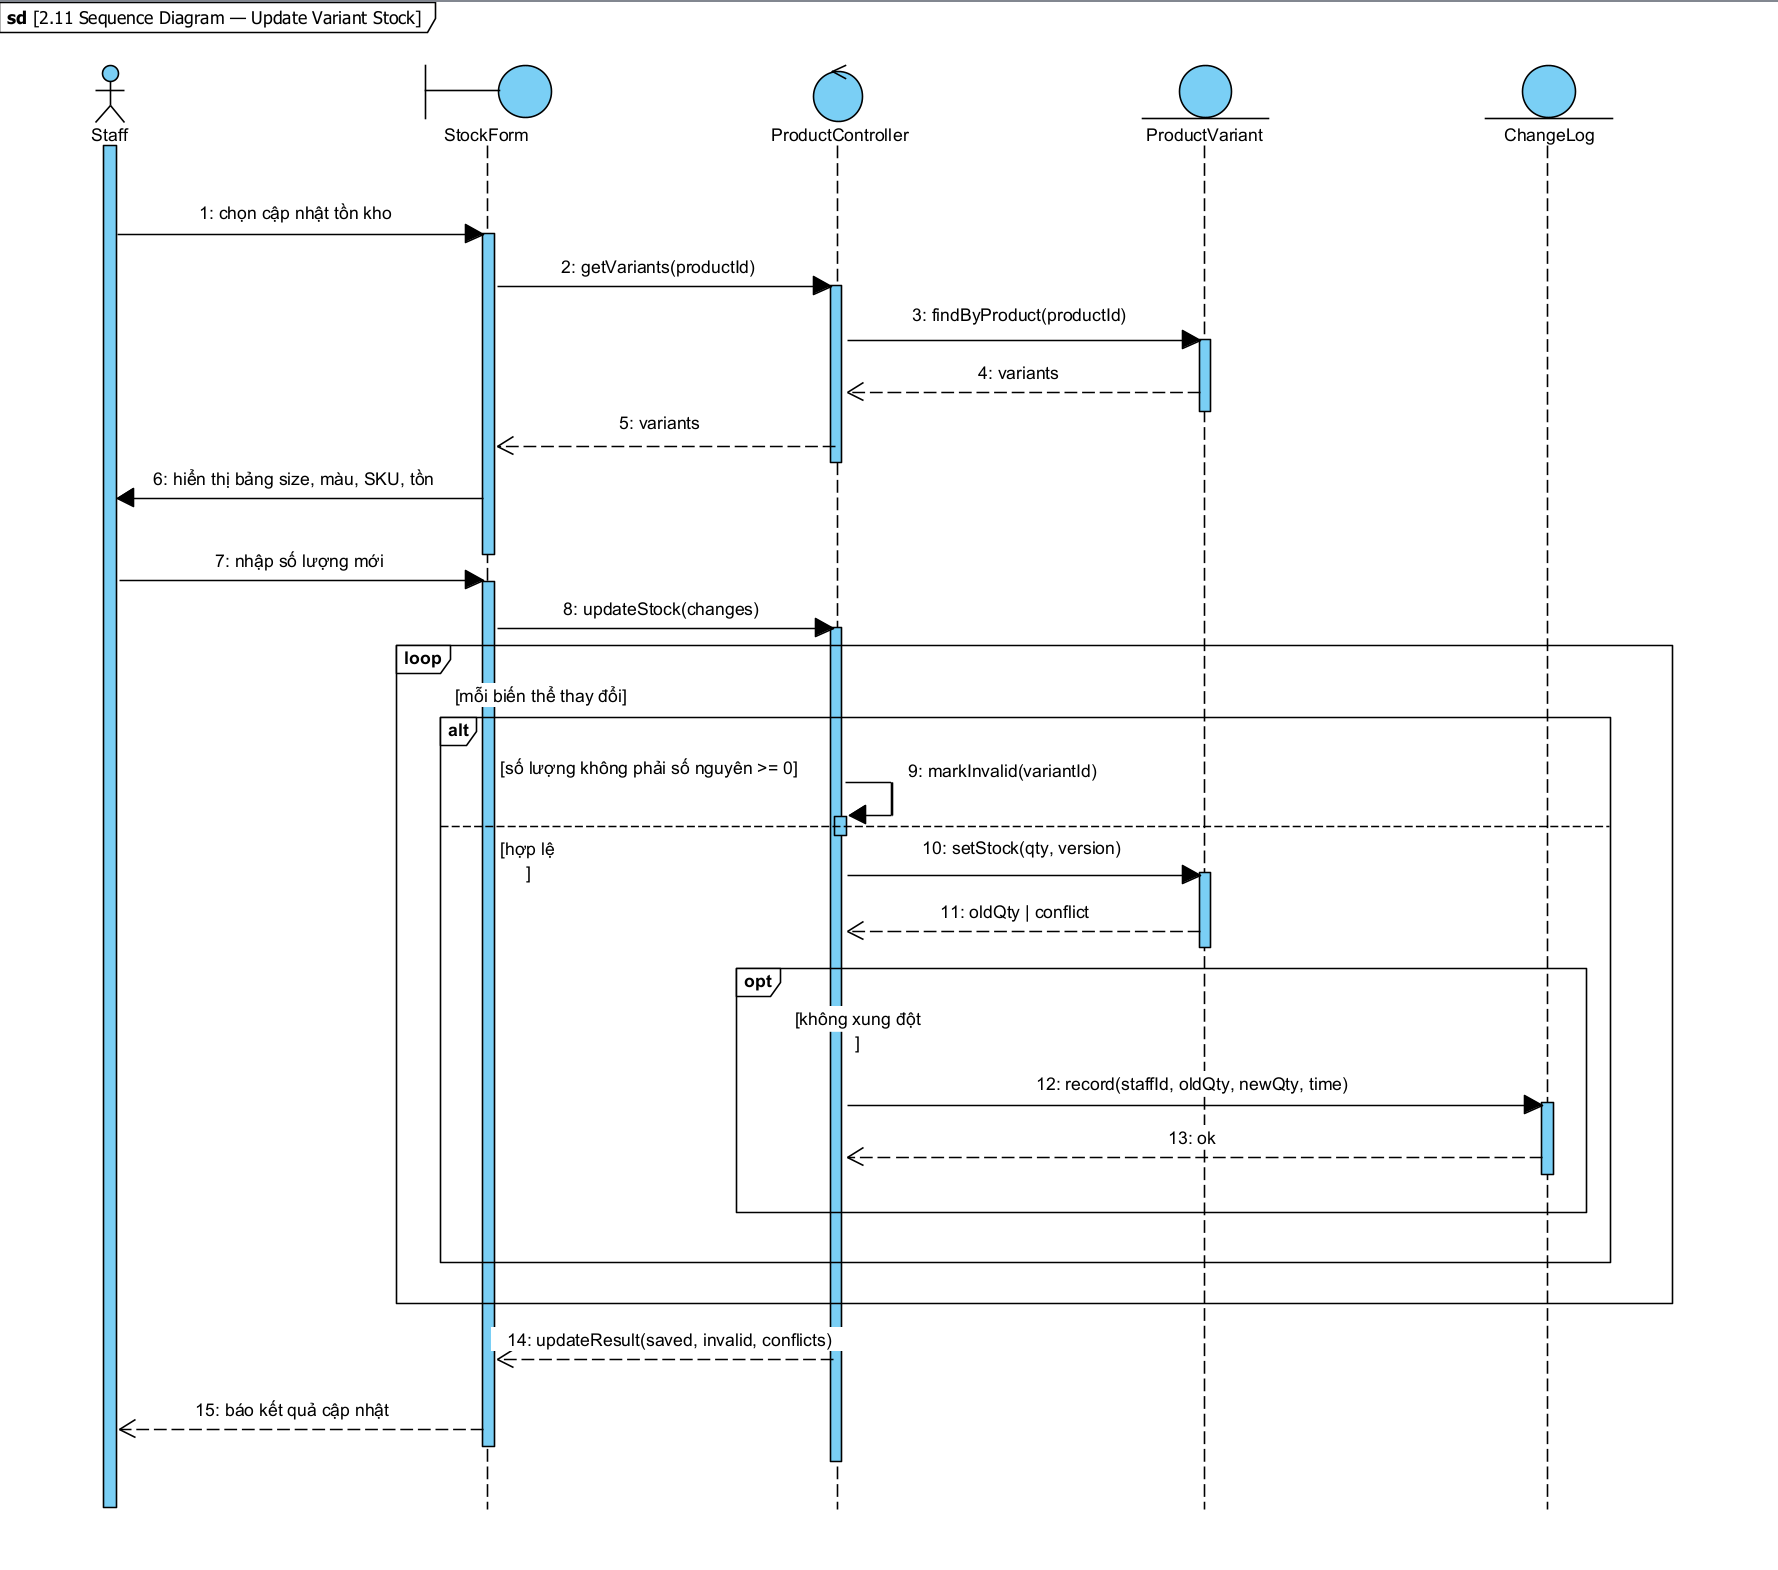 sd [2.11 Sequence Diagram — Update Variant Stock]
Staff
StockForm
ProductController
ProductVariant
ChangeLog
1: chọn cập nhật tồn kho
2: getVariants(productId)
3: findByProduct(productId)
4: variants
5: variants
6: hiển thị bảng size, màu, SKU, tồn
7: nhập số lượng mới
8: updateStock(changes)
loop
[mỗi biến thể thay đổi]
alt
[số lượng không phải số nguyên >= 0]
9: markInvalid(variantId)
[hợp lệ
]
10: setStock(qty, version)
11: oldQty | conflict
opt
[không xung đột
]
12: record(staffId, oldQty, newQty, time)
13: ok
14: updateResult(saved, invalid, conflicts)
15: báo kết quả cập nhật